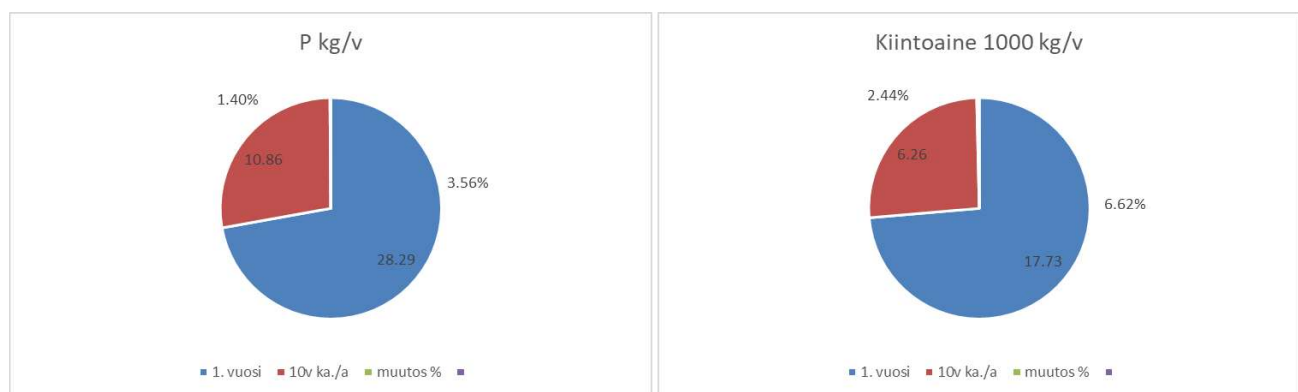 P kg/v
1.40%
10.86
3.56%
28.29
1. vuosi 10v ka./a muutos %
Kiintoaine 1000 kg/v
2.44%
6.26
6.62%
17.73
1. vuosi 10v ka./a muutos %